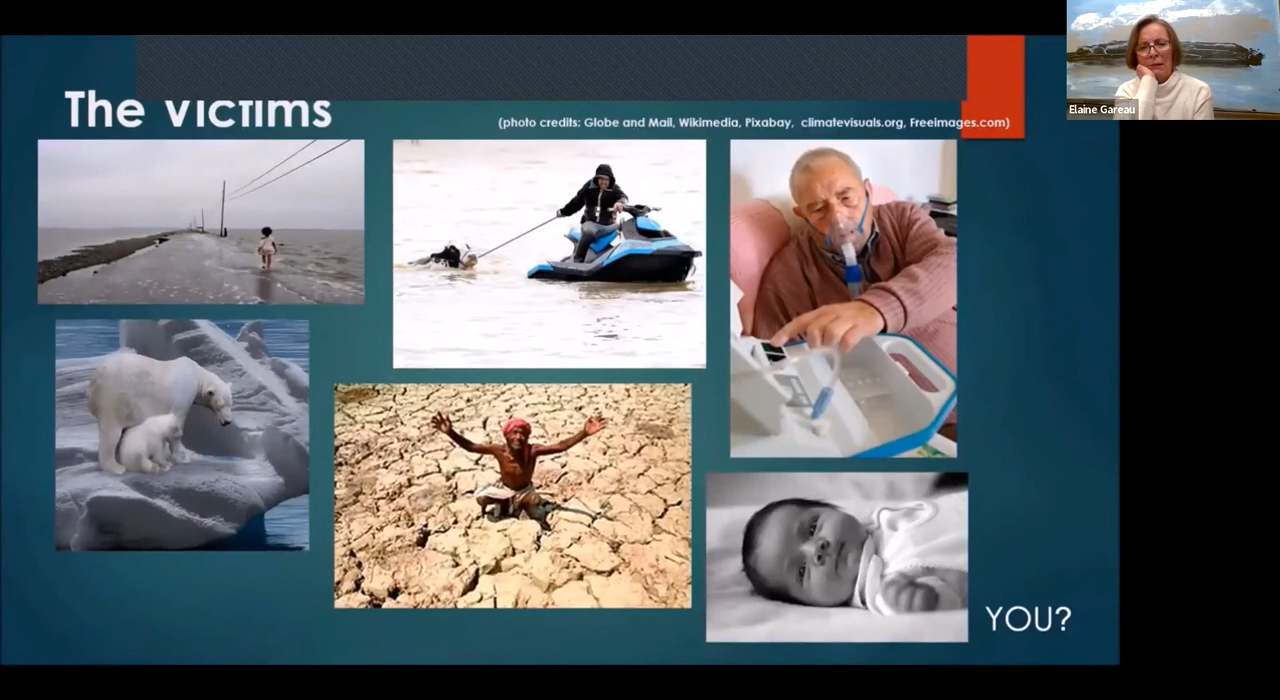 The Victims
(photo credits: Globe and Mail, Wikimedia, Pixabay, climatevisuals.org, Freeimages.com)
Elaine Gareau
YOU?